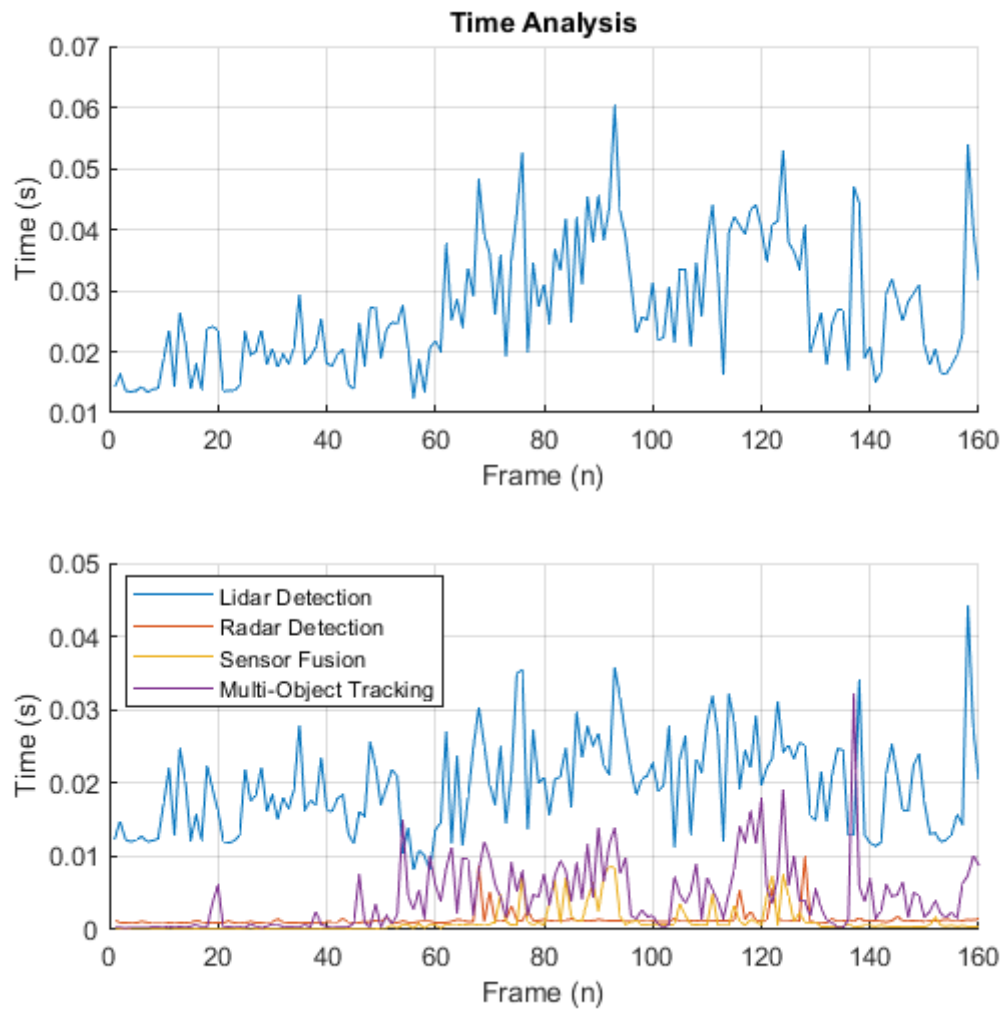 Time Analysis
0.07
0.06
0.05
0.04
0.03
0.02
0.01
Time (s)
0 20 40 60 80 100 120 140 160
Frame (n)
0.05
0.04
0.03
0.02
0.01
0
Time (s)
Lidar Detection
Radar Detection
Sensor Fusion
Multi-Object Tracking
0 20 40 60 80 100 120 140 160
Frame (n)